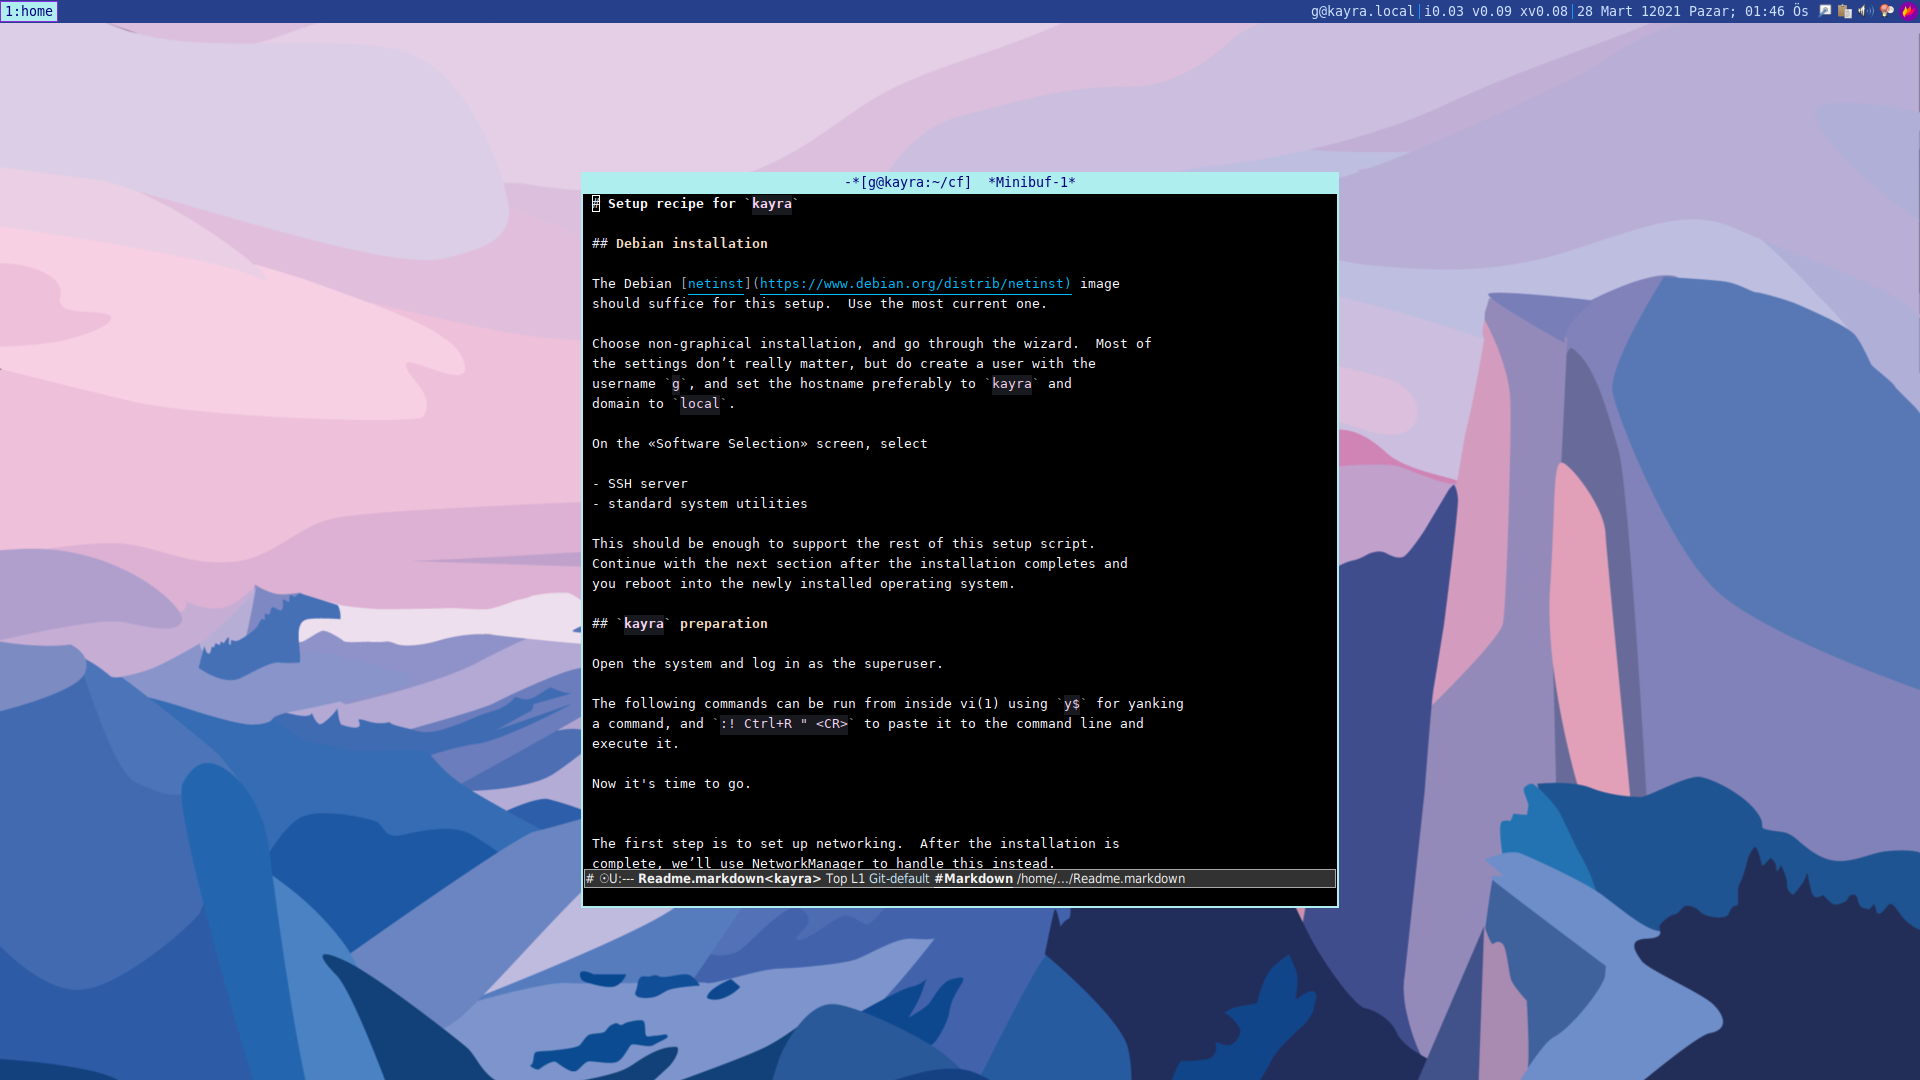 1:home
g@kayra.local i0.03 v0.09 xv0.08 28 Mart 12021 Pazar; 01:46 Ös
-*[g@kayra:~/cf]  *Minibuf-1*
# Setup recipe for `kayra`
## Debian installation
The Debian [netinst](https://www.debian.org/distrib/netinst) image
should suffice for this setup.  Use the most current one.
Choose non-graphical installation, and go through the wizard.  Most of
the settings don’t really matter, but do create a user with the
username `g`, and set the hostname preferably to `kayra` and
domain to `local`.
On the «Software Selection» screen, select
- SSH server
- standard system utilities
This should be enough to support the rest of this setup script.
Continue with the next section after the installation completes and
you reboot into the newly installed operating system.
## `kayra` preparation
Open the system and log in as the superuser.
The following commands can be run from inside vi(1) using `y$` for yanking
a command, and `:! Ctrl+R " <CR>` to paste it to the command line and
execute it.
Now it's time to go.
The first step is to set up networking.  After the installation is
complete, we’ll use NetworkManager to handle this instead.
# ☉U:--- Readme.markdown<kayra> Top L1 Git-default #Markdown /home/…/Readme.markdown